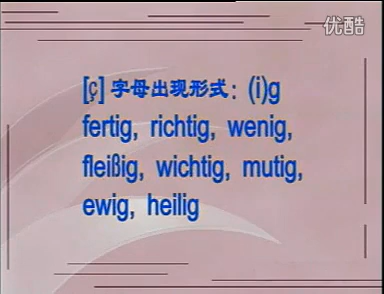 优酷
[ç] 字母出现形式：(i)g
fertig, richtig, wenig,
fleißig, wichtig, mutig,
ewig, heilig